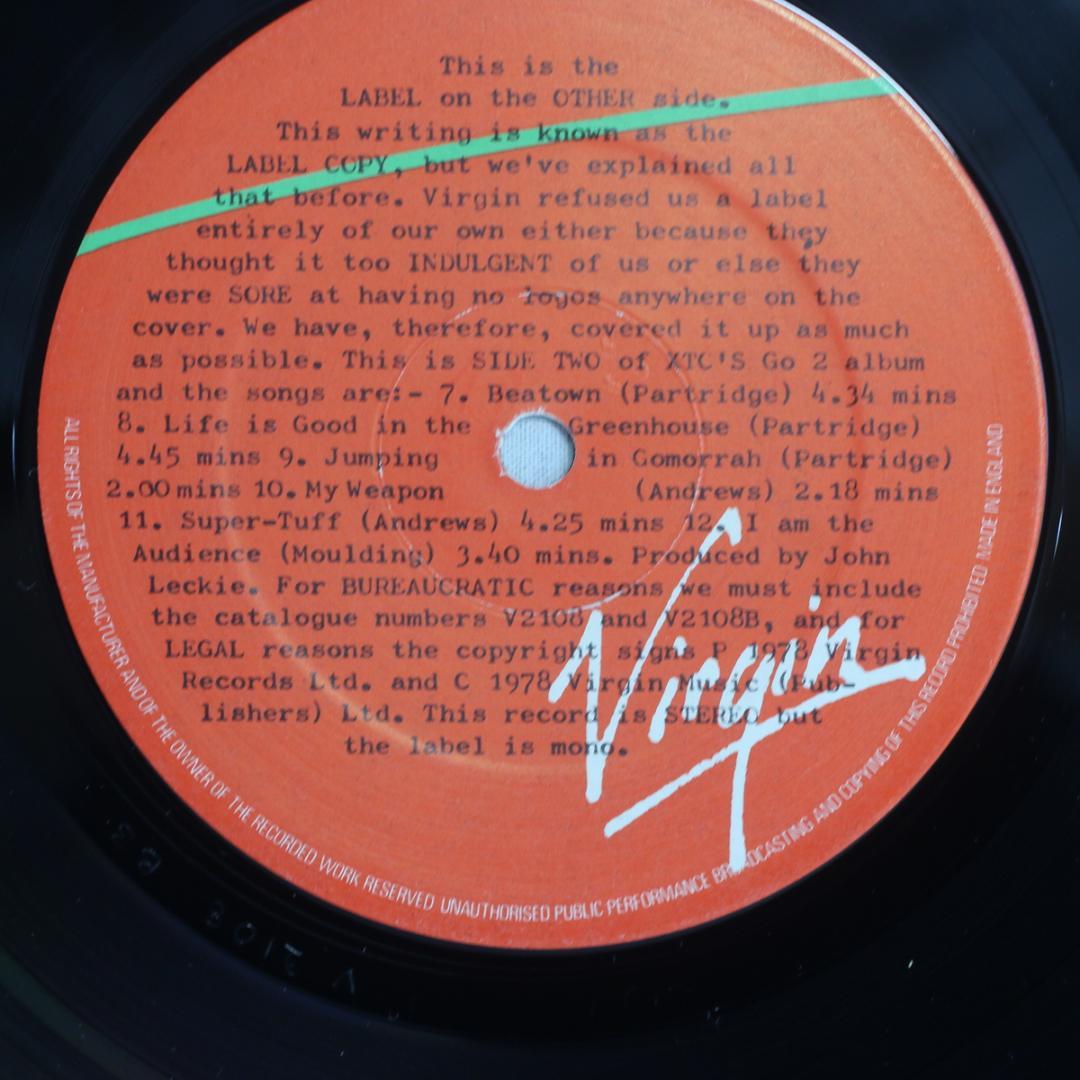 This is the
LABEL on the OTHER side.
This writing is known as the
LABEL COPY, but we've explained all
that before. Virgin refused us a label
entirely of our own either because they
thought it too INDULGENT of us or else they
were SORE at having no logos anywhere on the
cover. We have, therefore, covered it up as much
as possible. This is SIDE TWO of XTC'S Go 2 album
and the songs are:- 7. Beatown (Partridge) 4.34 mins
8. Life is Good in the Greenhouse (Partridge)
4.45 mins 9. Jumping in Gomorrah (Partridge)
2.00 mins 10. My Weapon (Andrews) 2.18 mins
11. Super-Tuff (Andrews) 4.25 mins 12. I am the
Audience (Moulding) 3.40 mins. Produced by John
Leckie. For BUREAUCRATIC reasons we must include
the catalogue numbers V2108 and V2108B, and for
LEGAL reasons the copyright signs P 1978 Virgin
Records Ltd. and C 1978 Virgin Music (Pub-
lishers) Ltd. This record is STEREO but
the label is mono.
Virgin
ALL RIGHTS OF THE MANUFACTURER AND OF THE OWNER OF THE RECORDED WORK RESERVED UNAUTHORISED PUBLIC PERFORMANCE BROADCASTING AND COPYING OF THIS RECORD PROHIBITED MADE IN ENGLAND
V 2108